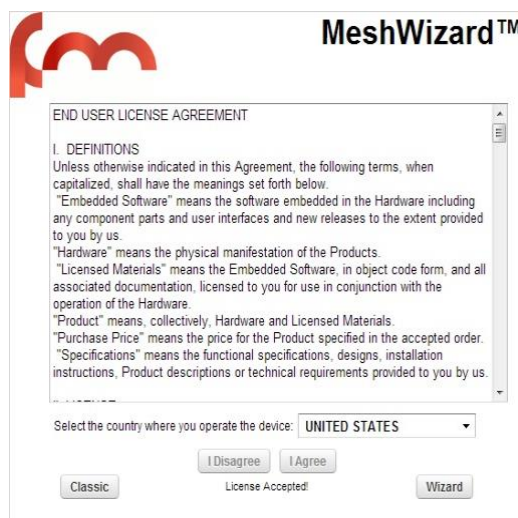 MeshWizard™
END USER LICENSE AGREEMENT
I. DEFINITIONS
Unless otherwise indicated in this Agreement, the following terms, when
capitalized, shall have the meanings set forth below.
"Embedded Software" means the software embedded in the Hardware including
any component parts and user interfaces and new releases to the extent provided
to you by us.
"Hardware" means the physical manifestation of the Products.
"Licensed Materials" means the Embedded Software, in object code form, and all
associated documentation, licensed to you for use in conjunction with the
operation of the Hardware.
"Product" means, collectively, Hardware and Licensed Materials.
"Purchase Price" means the price for the Product specified in the accepted order.
"Specifications" means the functional specifications, designs, installation
instructions, Product descriptions or technical requirements provided to you by us.
Select the country where you operate the device: UNITED STATES
I Disagree I Agree
Classic License Accepted! Wizard